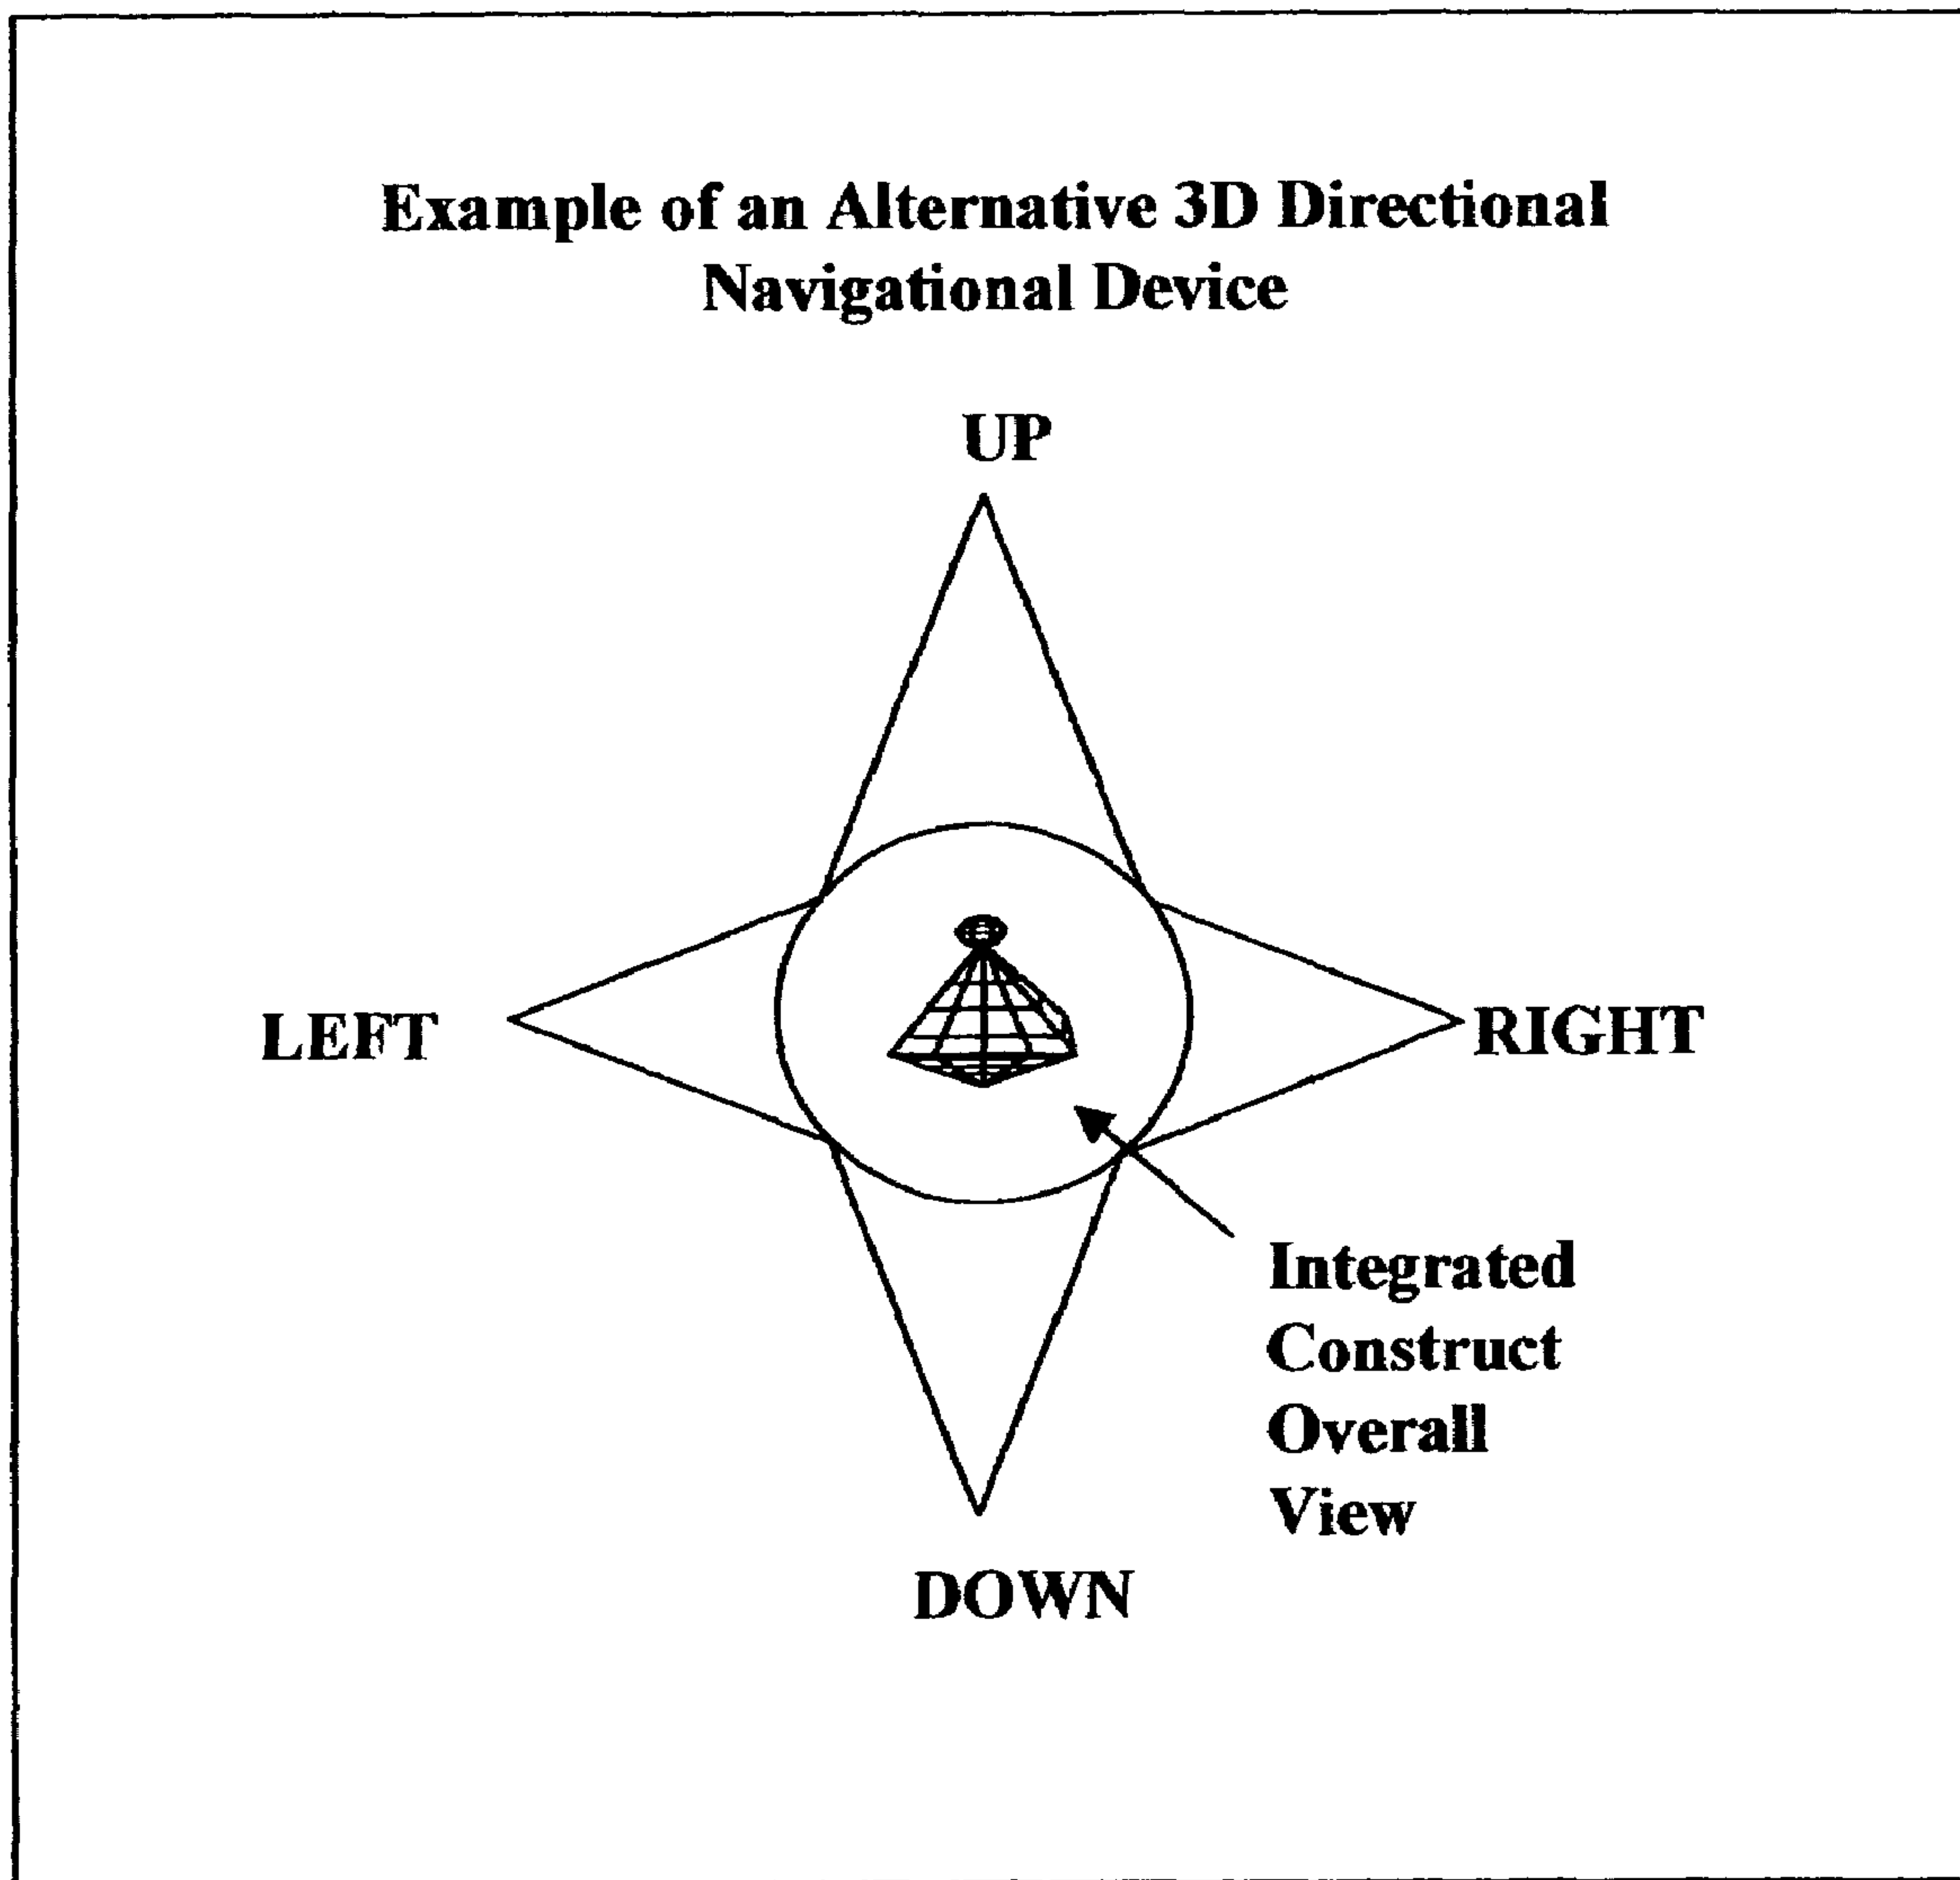 Example of an Alternative 3D Directional
Navigational Device
UP
LEFT
RIGHT
Integrated
Construct
Overall
View
DOWN